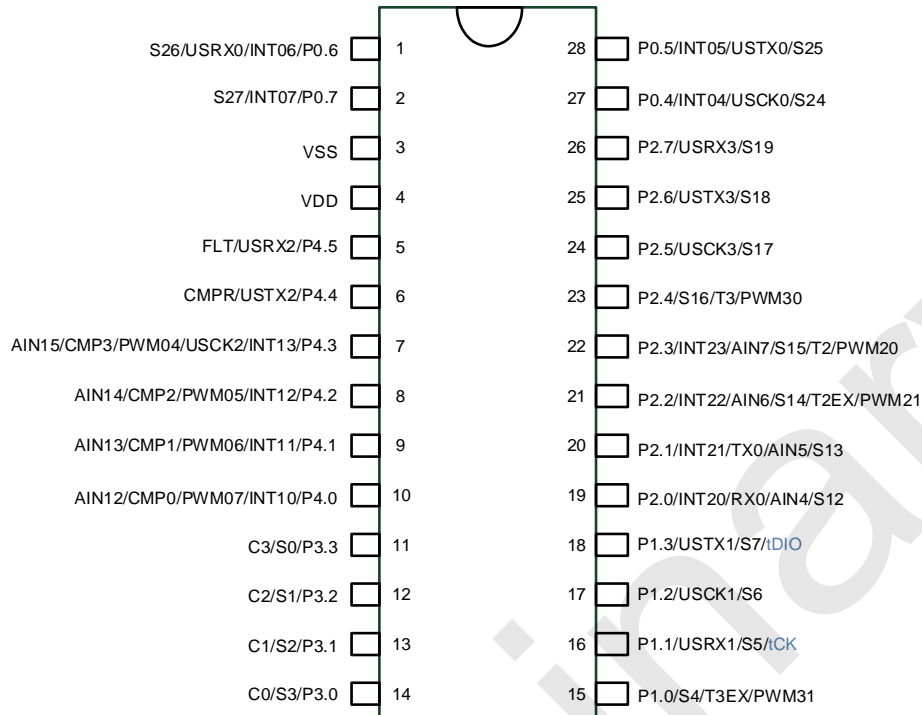 S26/USRX0/INT06/P0.6 1 28 P0.5/INT05/USTX0/S25
S27/INT07/P0.7 2 27 P0.4/INT04/USCK0/S24
VSS 3 26 P2.7/USRX3/S19
VDD 4 25 P2.6/USTX3/S18
FLT/USRX2/P4.5 5 24 P2.5/USCK3/S17
CMPR/USTX2/P4.4 6 23 P2.4/S16/T3/PWM30
AIN15/CMP3/PWM04/USCK2/INT13/P4.3 7 22 P2.3/INT23/AIN7/S15/T2/PWM20
AIN14/CMP2/PWM05/INT12/P4.2 8 21 P2.2/INT22/AIN6/S14/T2EX/PWM21
AIN13/CMP1/PWM06/INT11/P4.1 9 20 P2.1/INT21/TX0/AIN5/S13
AIN12/CMP0/PWM07/INT10/P4.0 10 19 P2.0/INT20/RX0/AIN4/S12
C3/S0/P3.3 11 18 P1.3/USTX1/S7/tDIO
C2/S1/P3.2 12 17 P1.2/USCK1/S6
C1/S2/P3.1 13 16 P1.1/USRX1/S5/tCK
C0/S3/P3.0 14 15 P1.0/S4/T3EX/PWM31